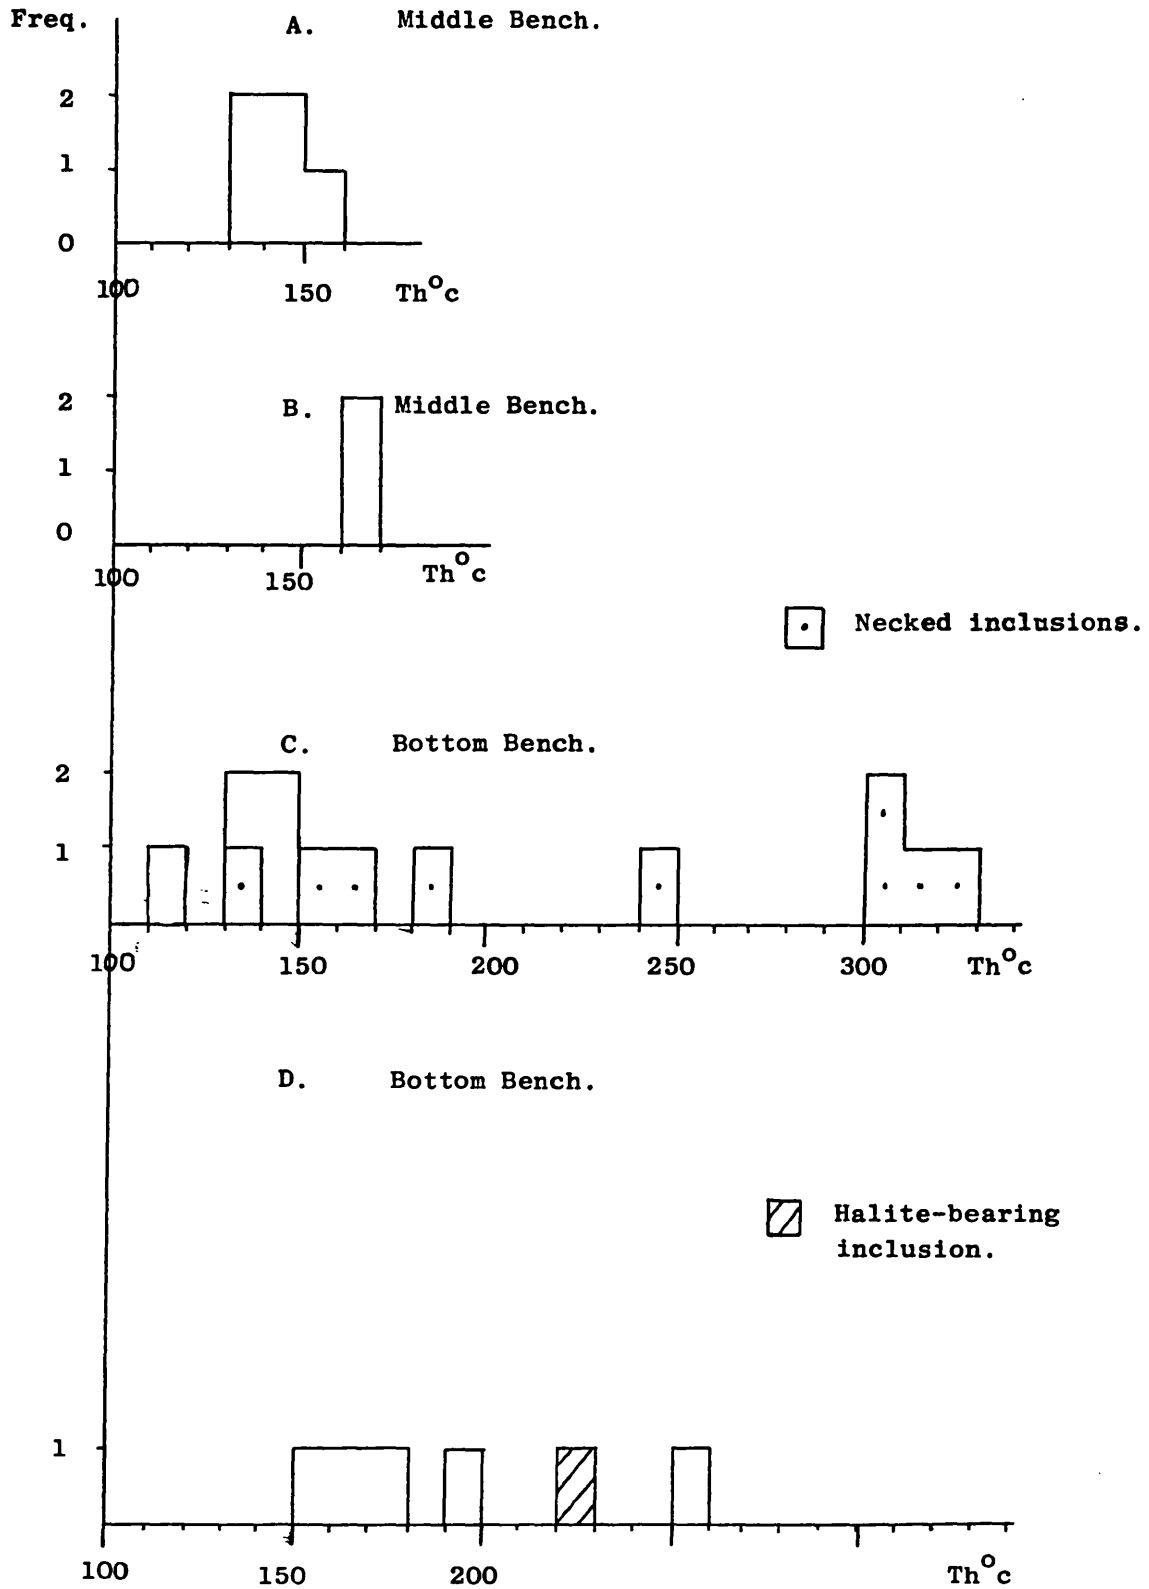 Freq. A. Middle Bench.
2
1
0
100 150 Th°c
2 B. Middle Bench.
1
0
100 150 Th°c
Necked inclusions.
C. Bottom Bench.
2
1
100 150 200 250 300 Th°c
D. Bottom Bench.
Halite-bearing
inclusion.
1
100 150 200 Th°c